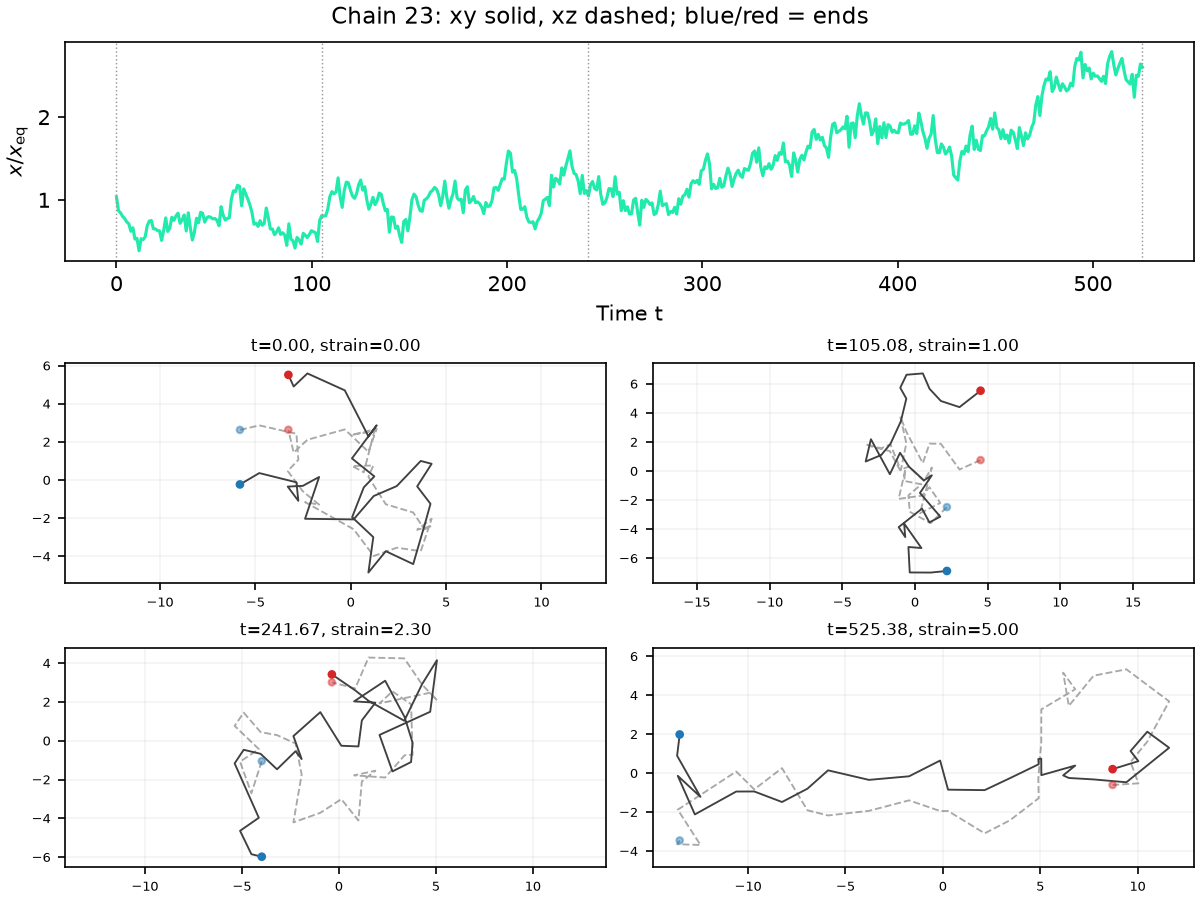 Chain 23: xy solid, xz dashed; blue/red = ends
x/x_eq
2
1
0 100 200 300 400 500
Time t
t=0.00, strain=0.00
6
4
2
0
−2
−4
−10 −5 0 5 10
t=105.08, strain=1.00
6
4
2
0
−2
−4
−6
−15 −10 −5 0 5 10 15
t=241.67, strain=2.30
4
2
0
−2
−4
−6
−10 −5 0 5 10
t=525.38, strain=5.00
6
4
2
0
−2
−4
−10 −5 0 5 10